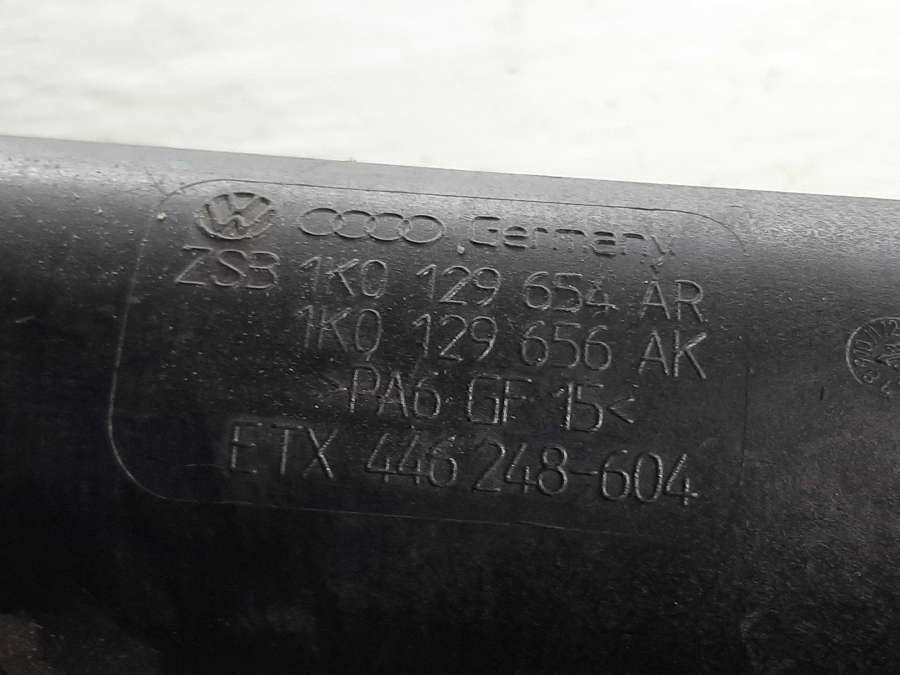 Germany
ZSB 1K0 129 654 AR
1K0 129 656 AK
>PA6 GF 15<
ETX 446 248-604